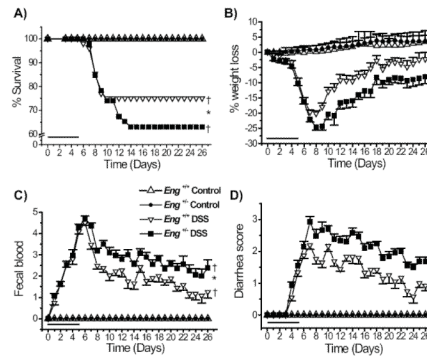 A)
% Survival
100
90
80
70
60
0
0 2 4 6 8 10 12 14 16 18 20 22 24 26
Time (Days)
†
*
†
B)
% weight loss
10
5
0
-5
-10
-15
-20
-25
-30
0 2 4 6 8 10 12 14 16 18 20 22 24 26
Time (Days)
Eng +/+ Control
Eng +/- Control
Eng +/+ DSS
Eng +/- DSS
C)
Fecal blood
5
4
3
2
1
0
0 2 4 6 8 10 12 14 16 18 20 22 24 26
Time (Days)
†
*
†
D)
Diarrhea score
3
2
1
0
0 2 4 6 8 10 12 14 16 18 20 22 24 26
Time (Days)